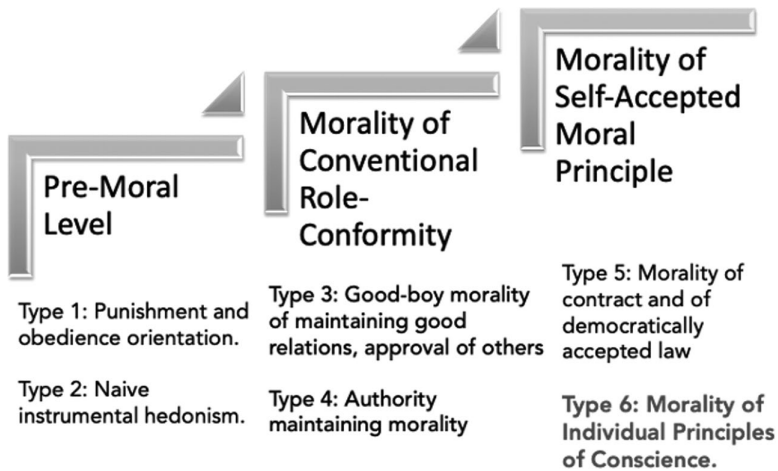 Pre-Moral
Level
Type 1: Punishment and
obedience orientation.
Type 2: Naive
instrumental hedonism.
Morality of
Conventional
Role-
Conformity
Type 3: Good-boy morality
of maintaining good
relations, approval of others
Type 4: Authority
maintaining morality
Morality of
Self-Accepted
Moral
Principle
Type 5: Morality of
contract and of
democratically
accepted law
Type 6: Morality of
Individual Principles
of Conscience.